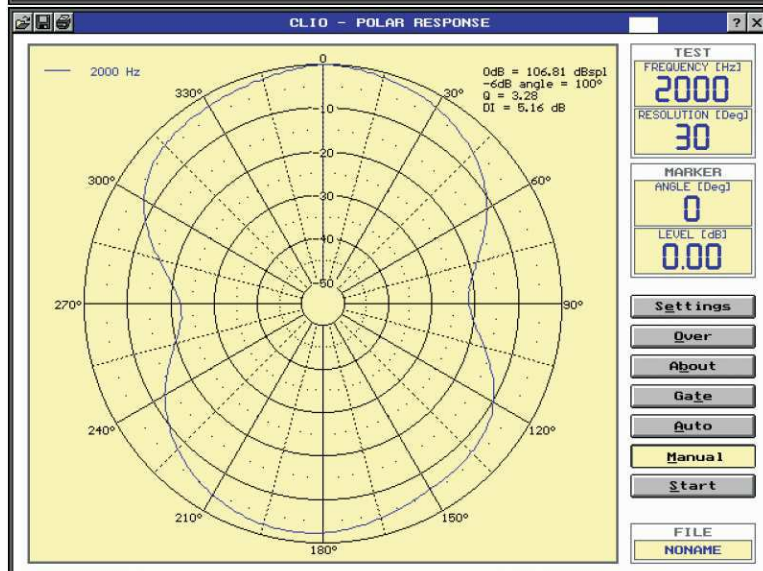 CLIO - POLAR RESPONSE
? X
2000 Hz
0dB = 106.81 dBspl
-6dB angle = 100°
Q = 3.28
DI = 5.16 dB
0
330°
30°
-10
-20
300°
60°
-30
-40
-50
270°
90°
240°
120°
210°
150°
180°
TEST
FREQUENCY [Hz]
2000
RESOLUTION [Deg]
30
MARKER
ANGLE [Deg]
0
LEVEL [dB]
0.00
Settings
Over
About
Gate
Auto
Manual
Start
FILE
NONAME